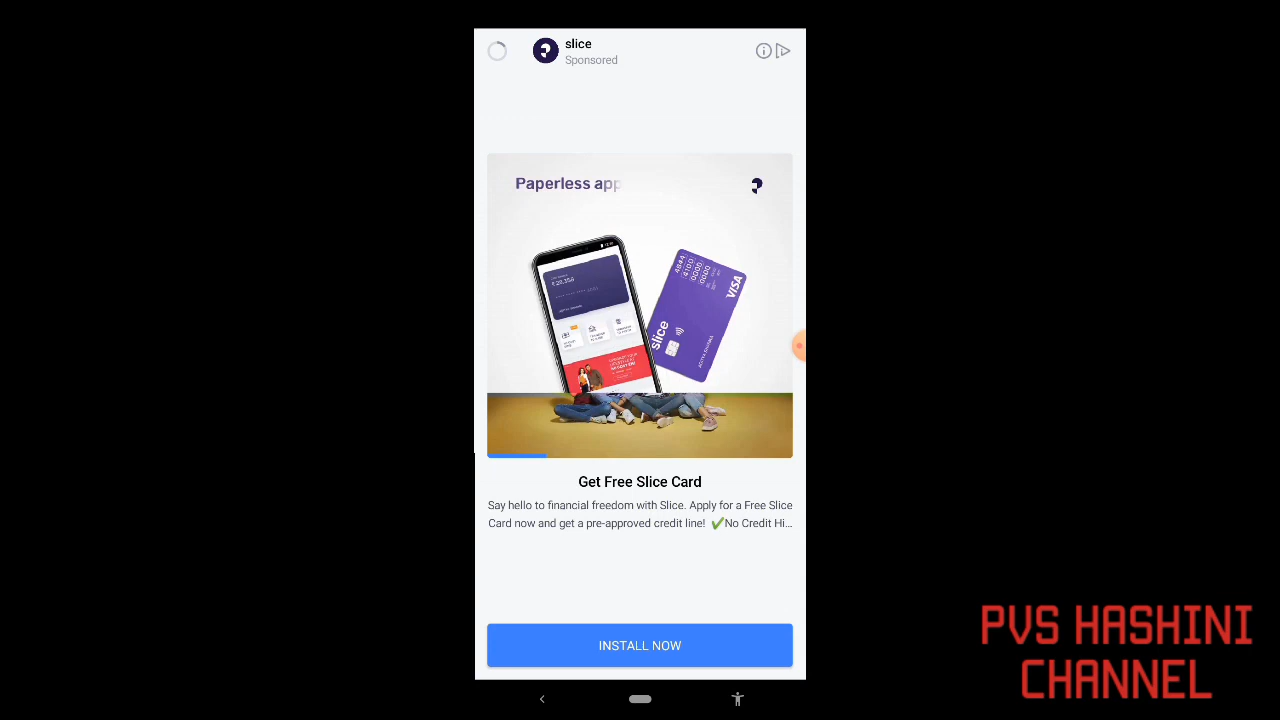 slice
Sponsored
Paperless app
VISA
slice
Get Free Slice Card
Say hello to financial freedom with Slice. Apply for a Free Slice
Card now and get a pre-approved credit line! ✔No Credit Hi...
INSTALL NOW
PVS HASHINI
CHANNEL